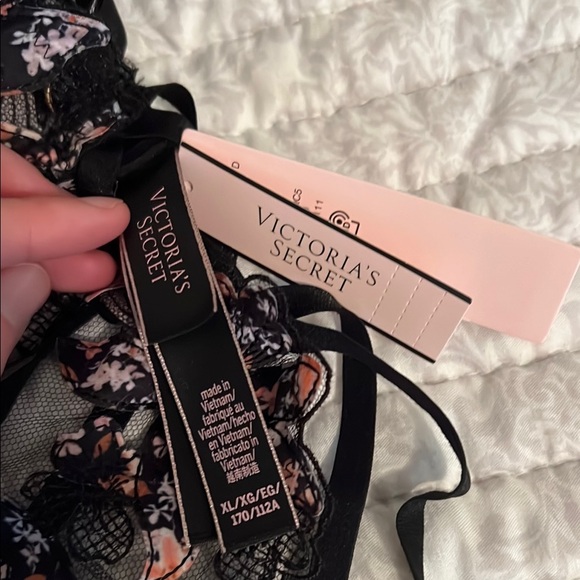 VICTORIA'S
SECRET
VICTORIA'S
SECRET
made in
Vietnam/
fabriqué au
Vietnam/hecho
en Vietnam/
fabbricato in
Vietnam/
越南制造
XL/XG/EG/
170/112A